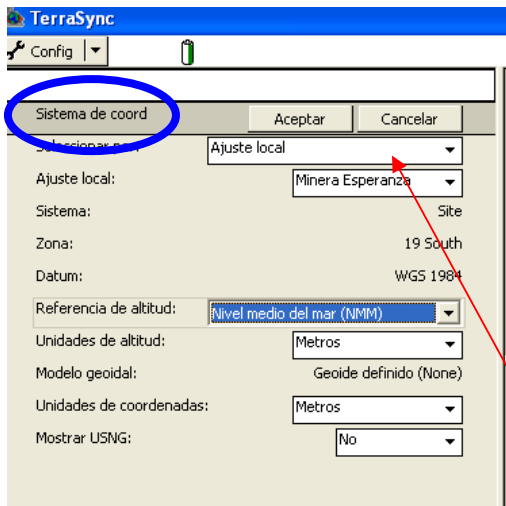 TerraSync
Config
Sistema de coord Aceptar Cancelar
Seleccionar por: Ajuste local
Ajuste local: Minera Esperanza
Sistema: Site
Zona: 19 South
Datum: WGS 1984
Referencia de altitud: Nivel medio del mar (NMM)
Unidades de altitud: Metros
Modelo geoidal: Geoide definido (None)
Unidades de coordenadas: Metros
Mostrar USNG: No